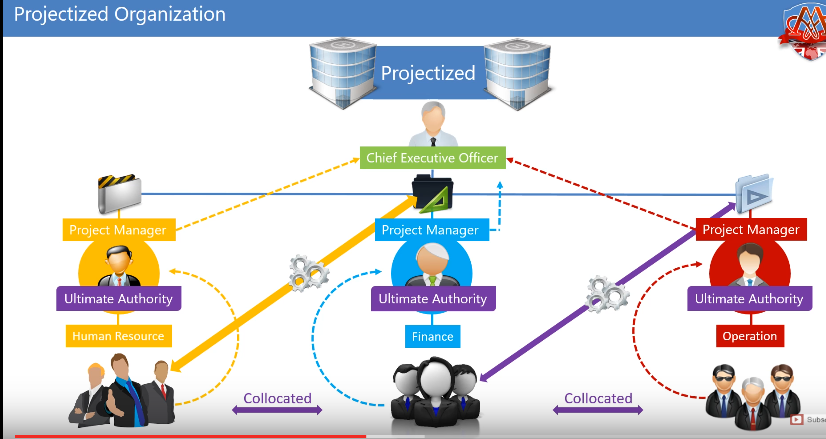 Projectized Organization
Projectized
Chief Executive Officer
Project Manager
Project Manager
Project Manager
Ultimate Authority
Ultimate Authority
Ultimate Authority
Human Resource
Finance
Operation
Collocated
Collocated